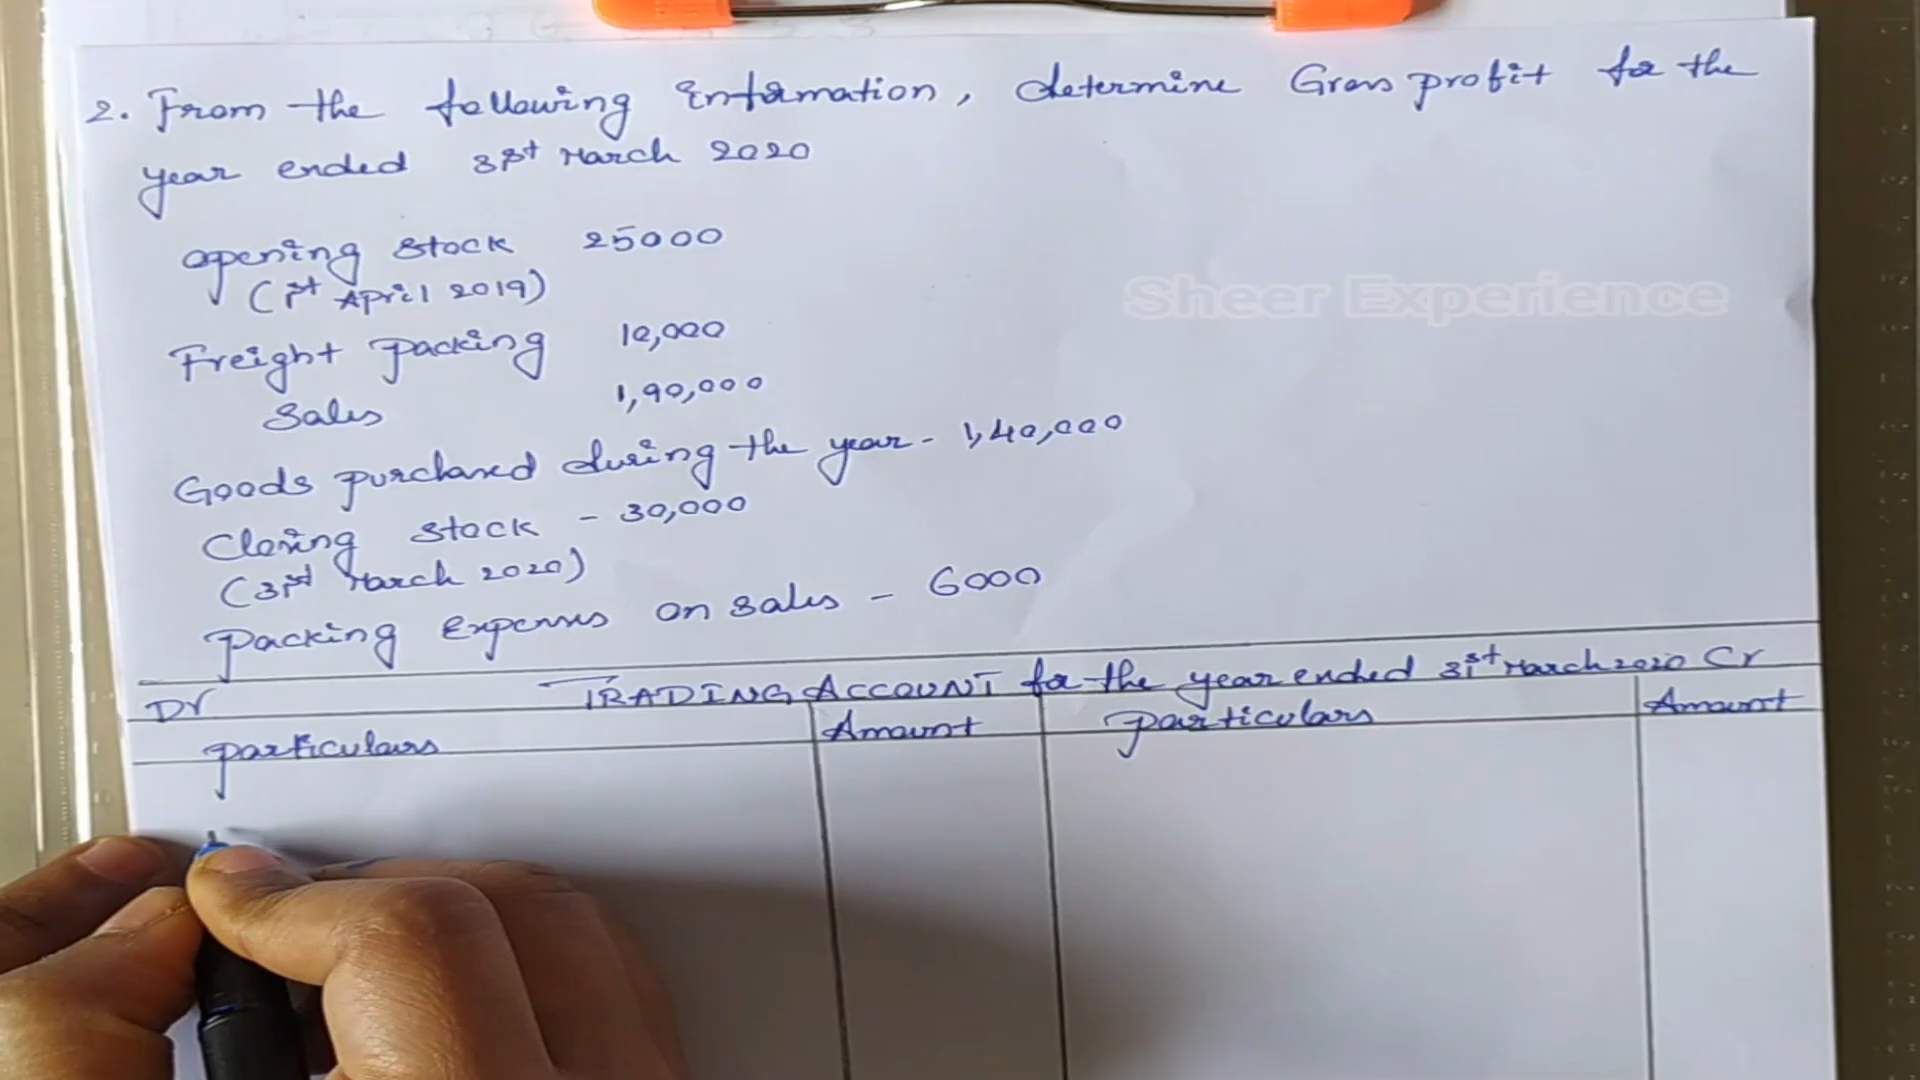 2. From the following information, determine Gross profit for the
year ended 31st March 2020
opening stock 25000
(1st April 2019)
Freight packing 10,000
Sales 1,90,000
Goods purchased during the year - 1,40,000
Closing stock - 30,000
(31st March 2020)
packing Expenses on sales - 6000
Sheer Experience
Dr TRADING ACCOUNT for the year ended 31st March 2020 Cr
particulars Amount particulars Amount